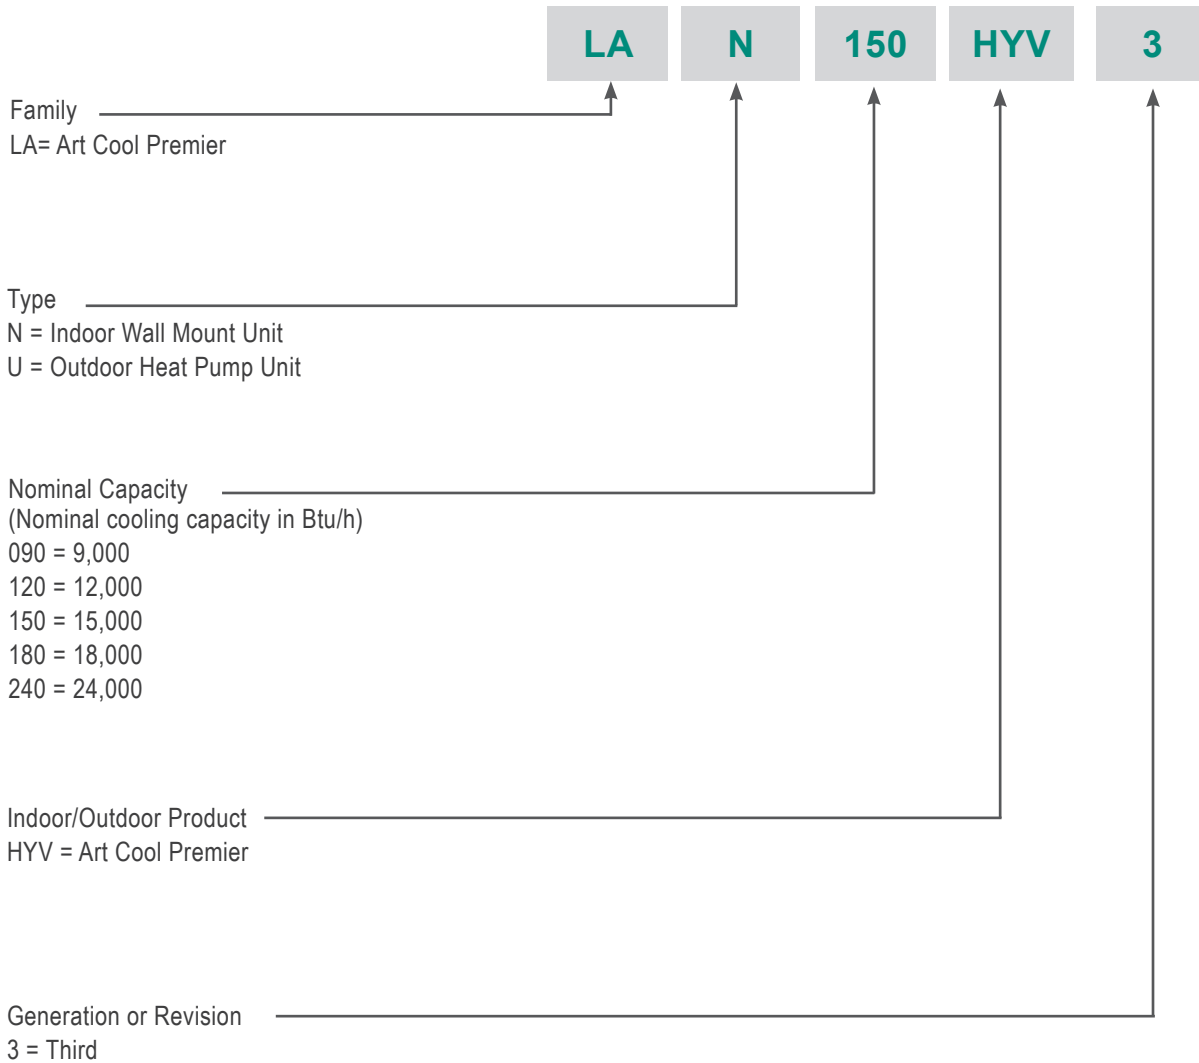 LA N 150 HYV 3
Family
LA= Art Cool Premier
Type
N = Indoor Wall Mount Unit
U = Outdoor Heat Pump Unit
Nominal Capacity
(Nominal cooling capacity in Btu/h)
090 = 9,000
120 = 12,000
150 = 15,000
180 = 18,000
240 = 24,000
Indoor/Outdoor Product
HYV = Art Cool Premier
Generation or Revision
3 = Third